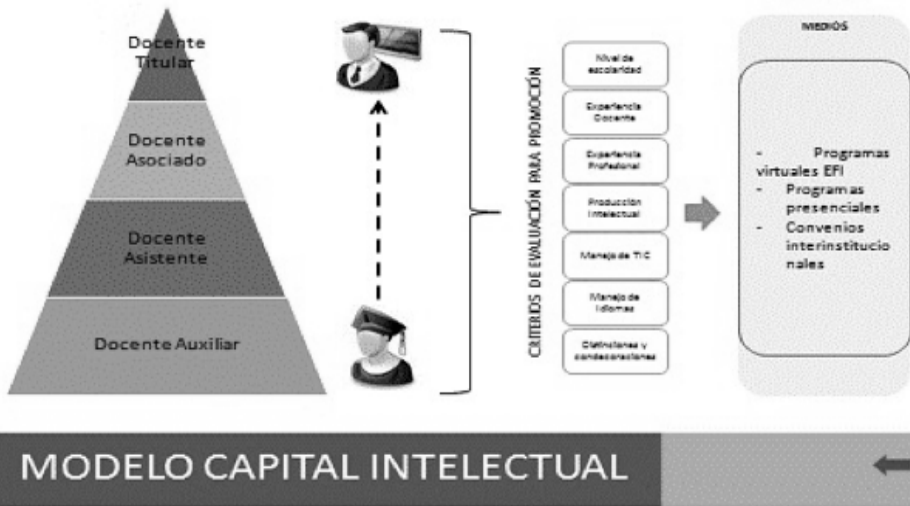 Docente
Titular
Docente
Asociado
Docente
Asistente
Docente Auxiliar
CRITERIOS DE EVALUACIÓN PARA PROMOCIÓN
Nivel de
escolaridad
Experiencia
Docente
Experiencia
Profesional
Producción
Intelectual
Manejo de TIC
Manejo de
Idiomas
Distinciones y
condecoraciones
MEDIOS
- Programas
virtuales EFI
- Programas
presenciales
- Convenios
interinstitucio
nales
MODELO CAPITAL INTELECTUAL